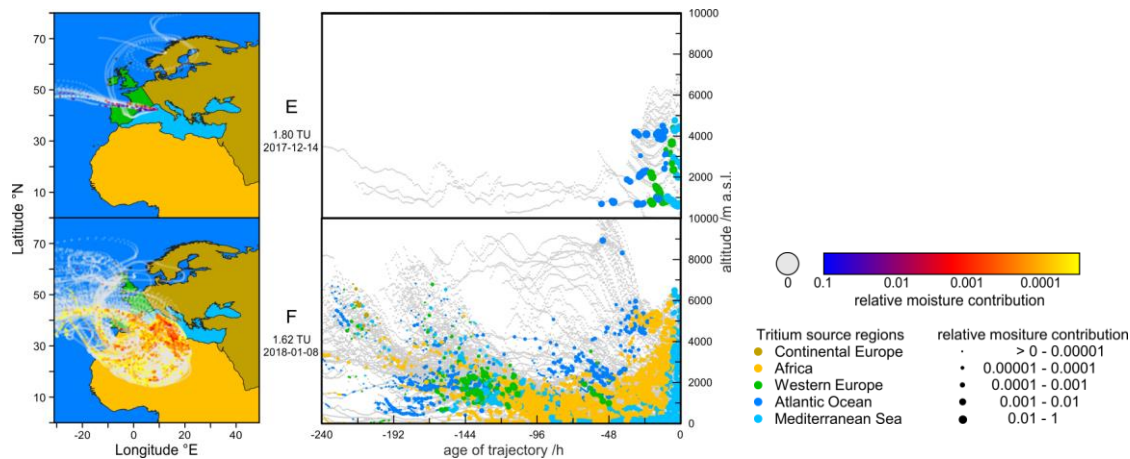 70
50
30
10
E
1.80 TU
2017-12-14
10000
8000
6000
4000
2000
Latitude °N
altitude /m a.s.l.
70
50
30
10
F
1.62 TU
2018-01-08
10000
8000
6000
4000
2000
0
-20 0 20 40
Longitude °E
-240 -192 -144 -96 -48 0
age of trajectory /h
0
0.1 0.01 0.001 0.0001
relative moisture contribution
Tritium source regions
Continental Europe
Africa
Western Europe
Atlantic Ocean
Mediterranean Sea
relative mositure contribution
> 0 - 0.00001
0.00001 - 0.0001
0.0001 - 0.001
0.001 - 0.01
0.01 - 1